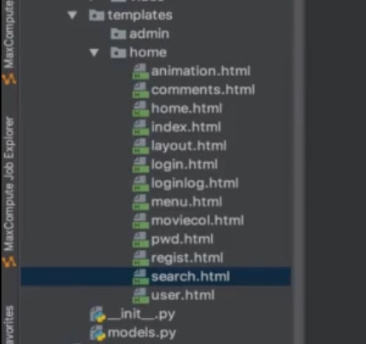 templates
admin
home
animation.html
comments.html
home.html
index.html
layout.html
login.html
loginlog.html
menu.html
moviecol.html
pwd.html
regist.html
search.html
user.html
__init__.py
models.py
MaxCompute
MaxCompute Job Explorer
avorites